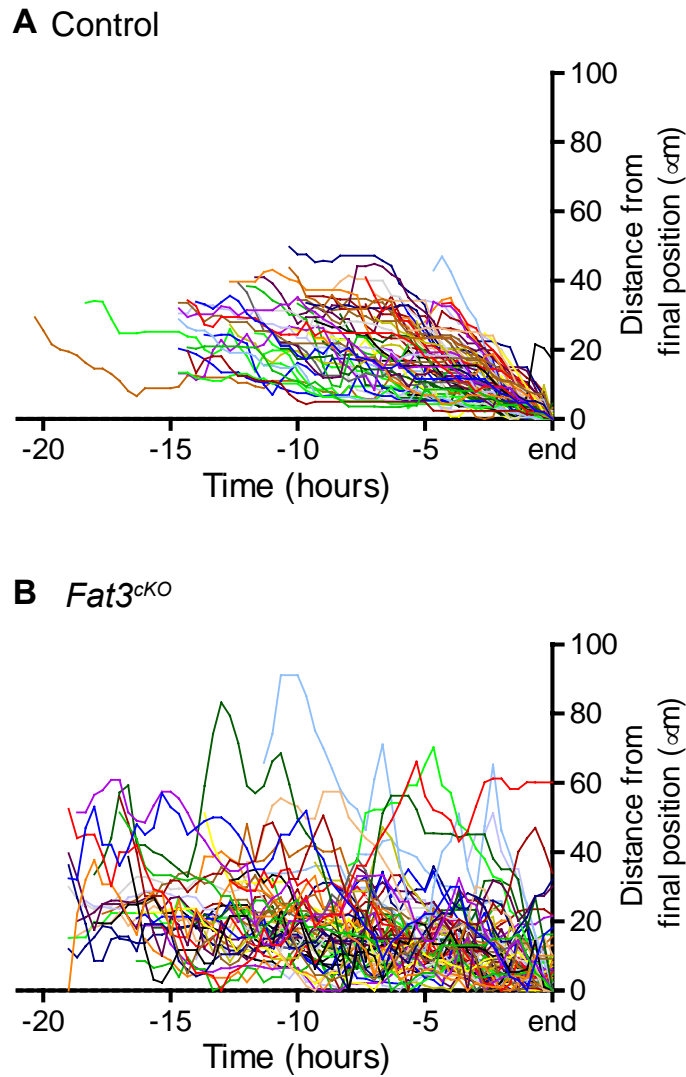 A Control
100
80
60
40
20
0
Distance from
final position (∝m)
-20 -15 -10 -5 end
Time (hours)
B Fat3cKO
100
80
60
40
20
0
Distance from
final position (∝m)
-20 -15 -10 -5 end
Time (hours)